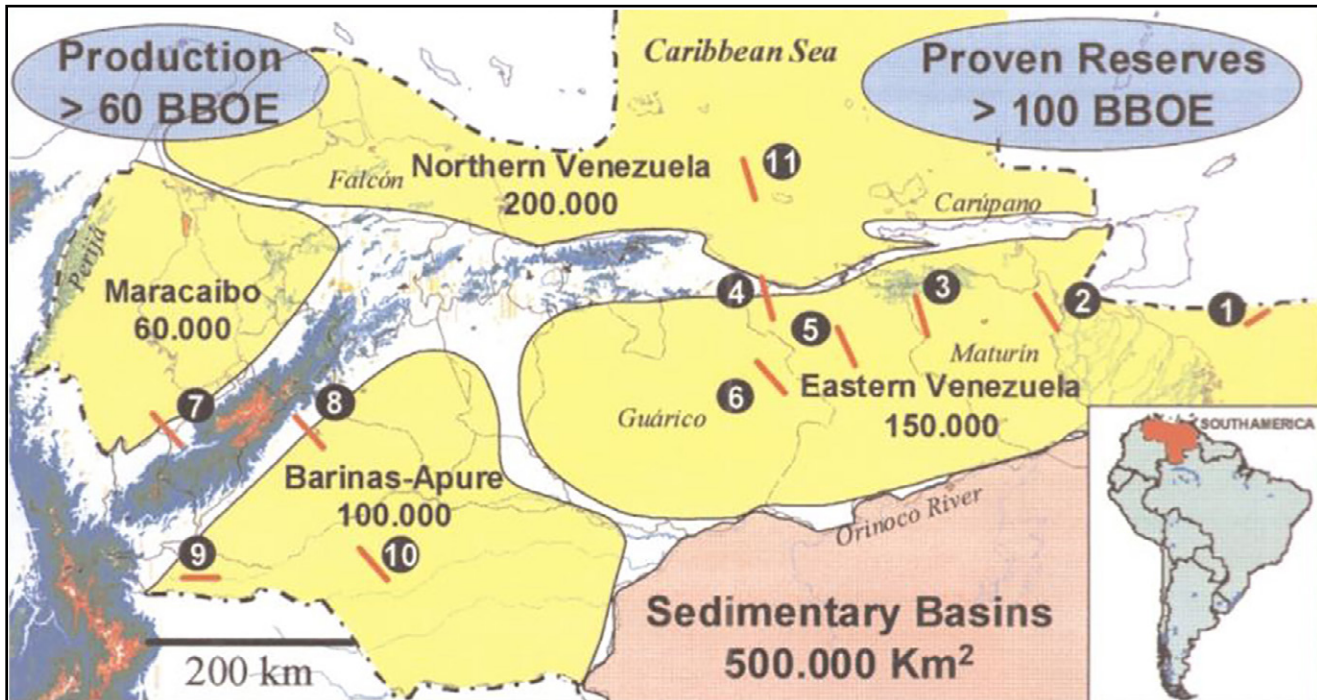 Production
> 60 BBOE
Caribbean Sea
Proven Reserves
> 100 BBOE
11
Northern Venezuela
200.000
Falcón
Carúpano
Perijá
Maracaibo
60.000
4
3
2
1
5
Maturín
6
Eastern Venezuela
150.000
Guárico
7
8
SOUTH AMERICA
Barinas-Apure
100.000
Orinoco River
9
10
Sedimentary Basins
500.000 Km²
200 km